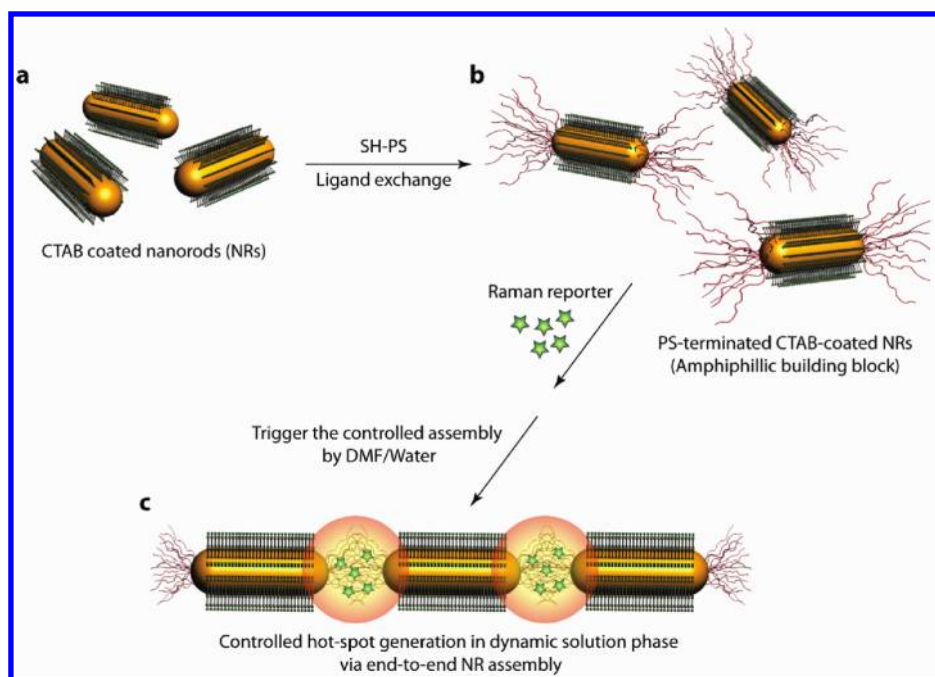 a
CTAB coated nanorods (NRs)
SH-PS
Ligand exchange
b
PS-terminated CTAB-coated NRs
(Amphiphillic building block)
Raman reporter
Trigger the controlled assembly
by DMF/Water
c
Controlled hot-spot generation in dynamic solution phase
via end-to-end NR assembly